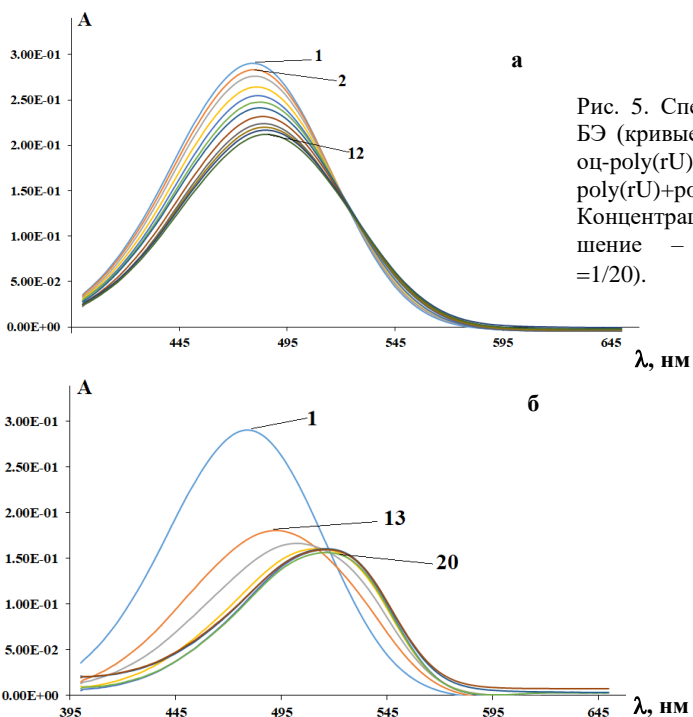 A
3.00E-01
2.50E-01
2.00E-01
1.50E-01
1.00E-01
5.00E-02
0.00E+00
1
2
12
а
445 495 545 595 645
λ, нм
Рис. 5. Спе
БЭ (кривые
оц-poly(rU)
poly(rU)+po
Концентрац
шение –
=1/20).
A
3.00E-01
2.50E-01
2.00E-01
1.50E-01
1.00E-01
5.00E-02
0.00E+00
1
13
20
б
395 445 495 545 595 645
λ, нм